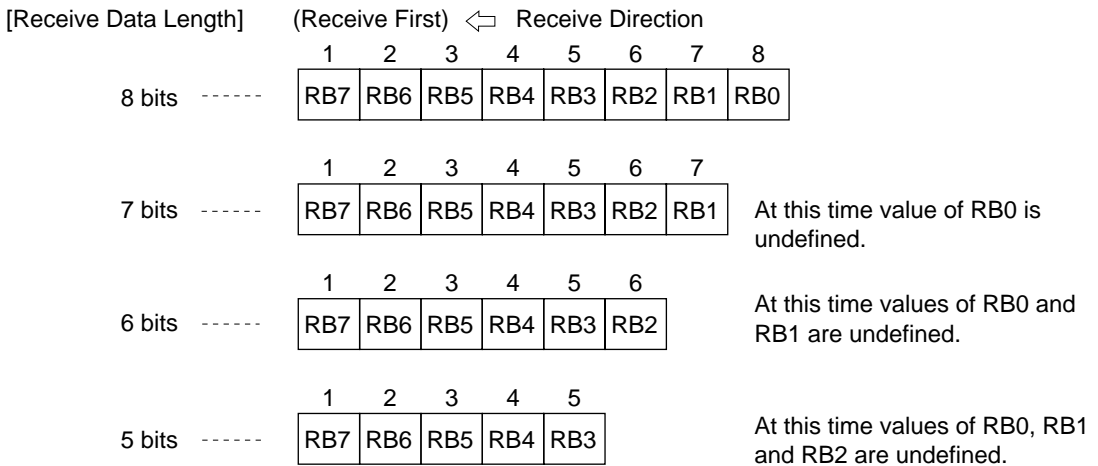 [Receive Data Length] (Receive First) ⇦ Receive Direction
1 2 3 4 5 6 7 8
8 bits ------ RB7 RB6 RB5 RB4 RB3 RB2 RB1 RB0
1 2 3 4 5 6 7
7 bits ------ RB7 RB6 RB5 RB4 RB3 RB2 RB1 At this time value of RB0 is
undefined.
1 2 3 4 5 6
6 bits ------ RB7 RB6 RB5 RB4 RB3 RB2 At this time values of RB0 and
RB1 are undefined.
1 2 3 4 5
5 bits ------ RB7 RB6 RB5 RB4 RB3 At this time values of RB0, RB1
and RB2 are undefined.